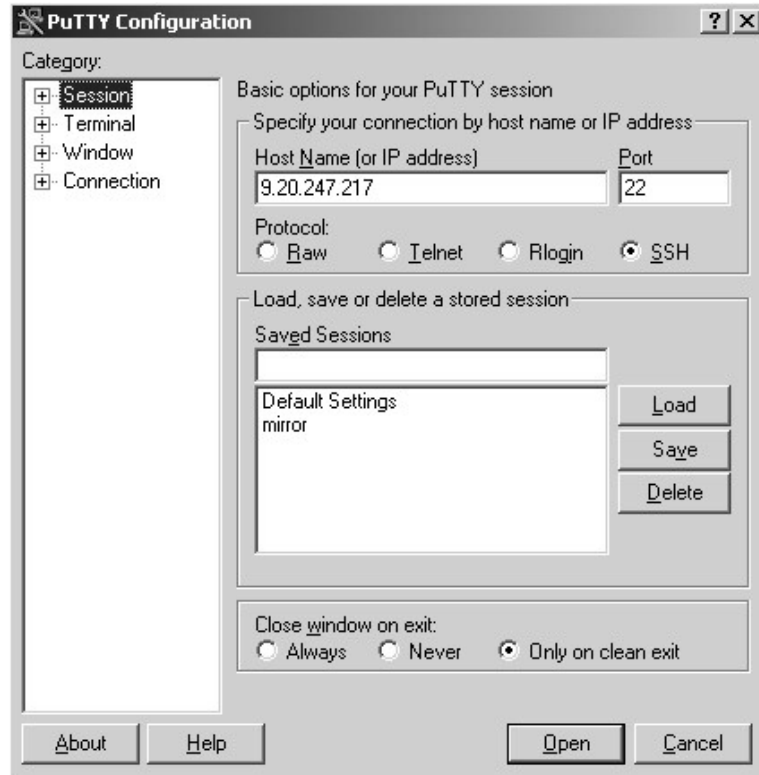 PuTTY Configuration
Category:
Session
Terminal
Window
Connection
Basic options for your PuTTY session
Specify your connection by host name or IP address
Host Name (or IP address) Port
9.20.247.217 22
Protocol:
Raw Telnet Rlogin SSH
Load, save or delete a stored session
Saved Sessions
Default Settings
mirror
Load
Save
Delete
Close window on exit:
Always Never Only on clean exit
About Help Open Cancel